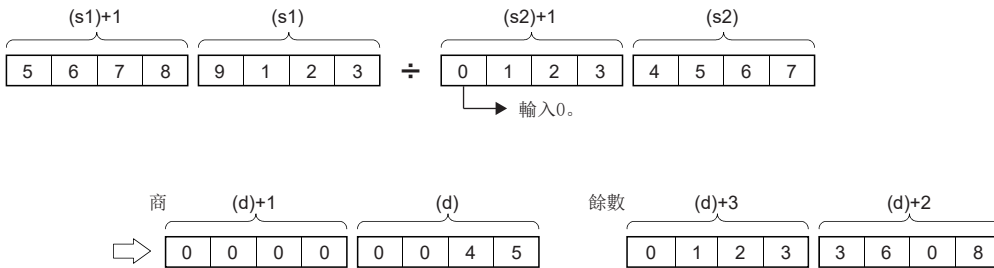 (s1)+1 (s1) (s2)+1 (s2)
5 6 7 8 9 1 2 3 ÷ 0 1 2 3 4 5 6 7
輸入0。
商 (d)+1 (d) 餘數 (d)+3 (d)+2
0 0 0 0 0 0 4 5 0 1 2 3 3 6 0 8